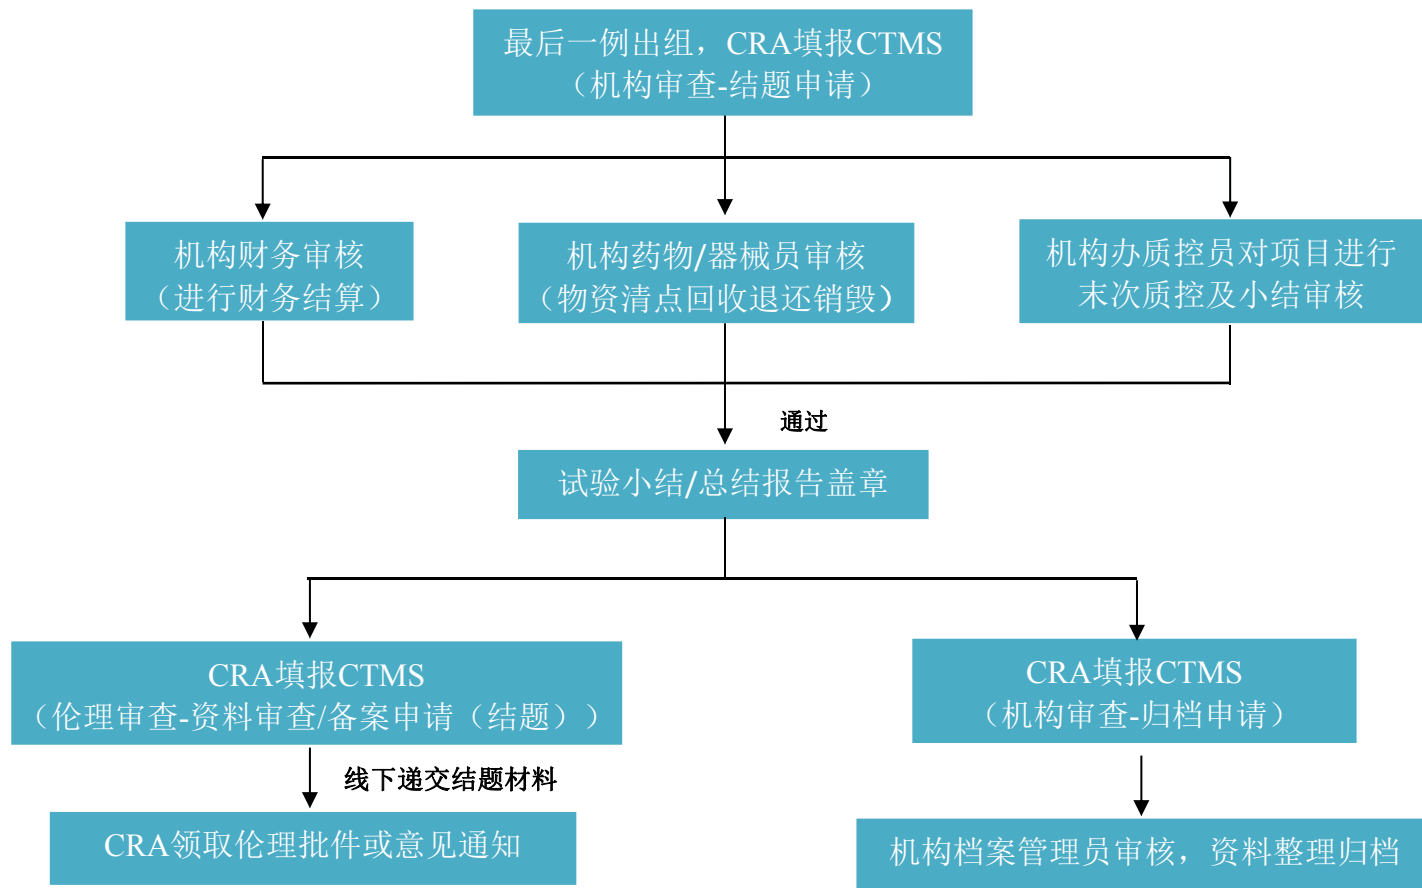 最后一例出组，CRA填报CTMS
（机构审查-结题申请）
机构财务审核
（进行财务结算）
机构药物/器械员审核
（物资清点回收退还销毁）
机构办质控员对项目进行
末次质控及小结审核
通过
试验小结/总结报告盖章
CRA填报CTMS
（伦理审查-资料审查/备案申请（结题））
CRA填报CTMS
（机构审查-归档申请）
线下递交结题材料
CRA领取伦理批件或意见通知
机构档案管理员审核，资料整理归档